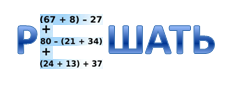 (67 + 8) – 27
+
Р 80 – (21 + 34) ШАТЬ
+
(24 + 13) + 37